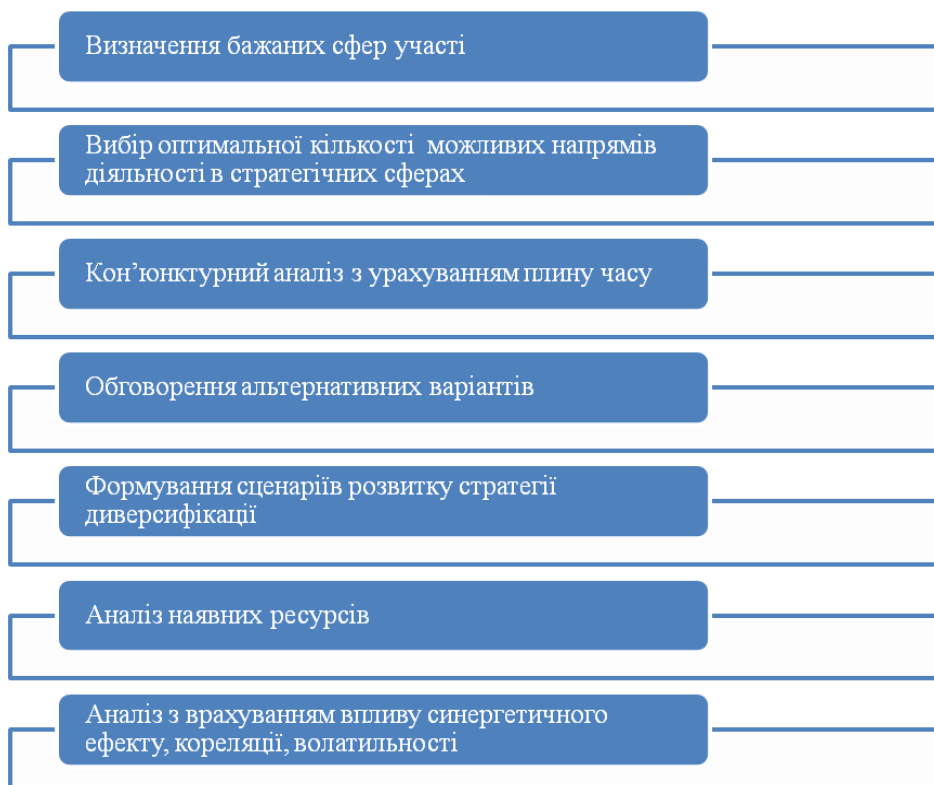 Визначення бажаних сфер участі
Вибір оптимальної кількості можливих напрямів
діяльності в стратегічних сферах
Кон’юнктурний аналіз з урахуванням плину часу
Обговорення альтернативних варіантів
Формування сценаріїв розвитку стратегії
диверсифікації
Аналіз наявних ресурсів
Аналіз з врахуванням впливу синергетичного
ефекту, кореляції, волатильності